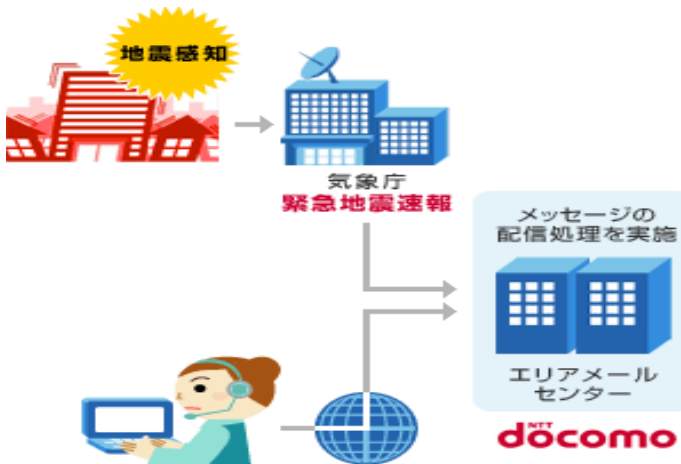 地震感知
気象庁
緊急地震速報
メッセージの
配信処理を実施
エリアメール
センター
NTT
docomo